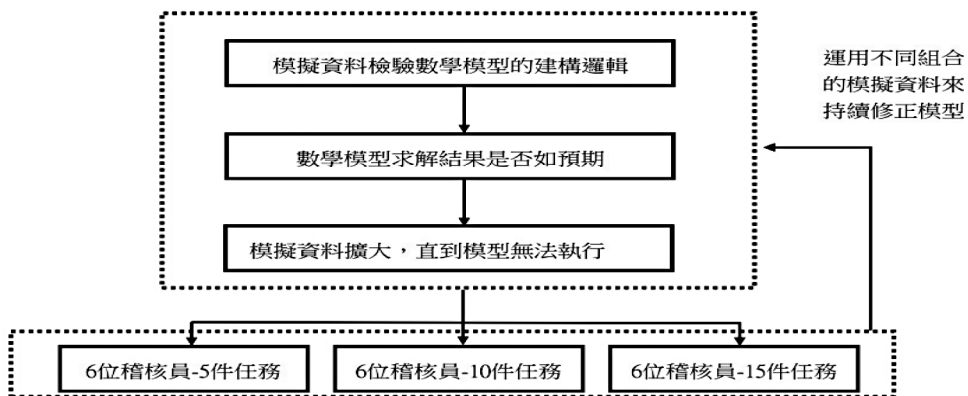 模擬資料檢驗數學模型的建構邏輯
數學模型求解結果是否如預期
模擬資料擴大，直到模型無法執行
運用不同組合
的模擬資料來
持續修正模型
6位稽核員-5件任務
6位稽核員-10件任務
6位稽核員-15件任務